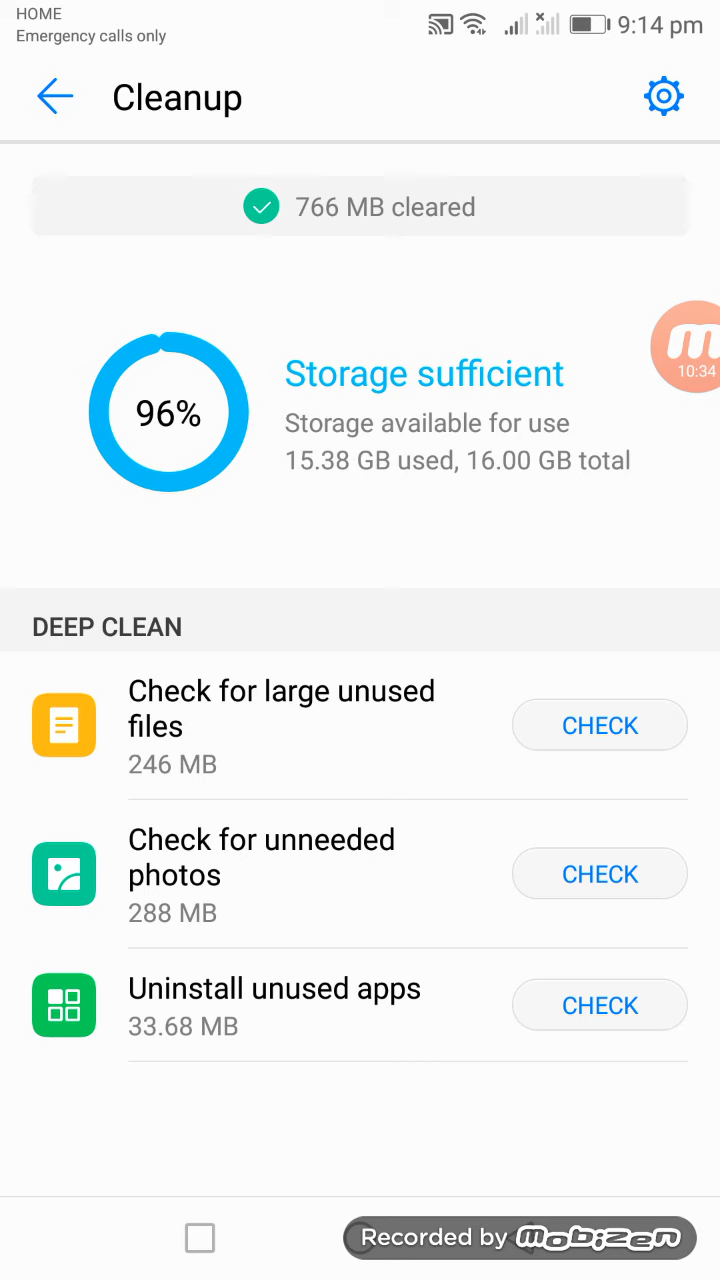 HOME
Emergency calls only
9:14 pm
Cleanup
766 MB cleared
96%
Storage sufficient
Storage available for use
15.38 GB used, 16.00 GB total
m
10:34
DEEP CLEAN
Check for large unused
files
246 MB
CHECK
Check for unneeded
photos
288 MB
CHECK
Uninstall unused apps
33.68 MB
CHECK
Recorded by mobizen